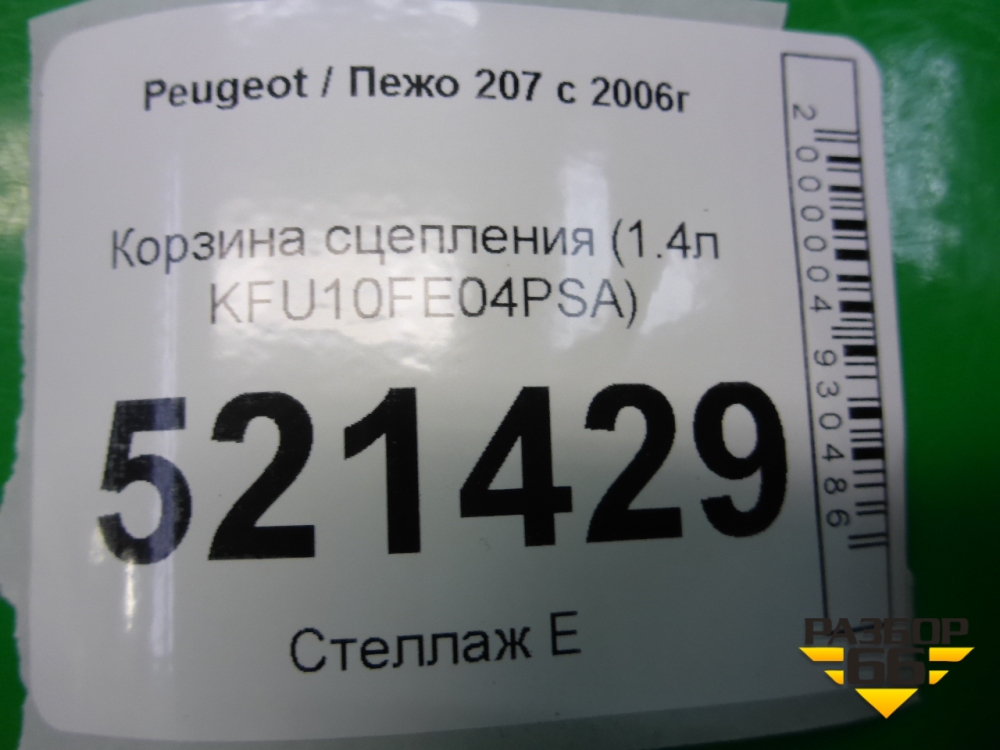 Peugeot / Пежо 207 с 2006г
Корзина сцепления (1.4л
KFU10FE04PSA)
521429
Стеллаж Е
2000004930486
РАЗБОР
66